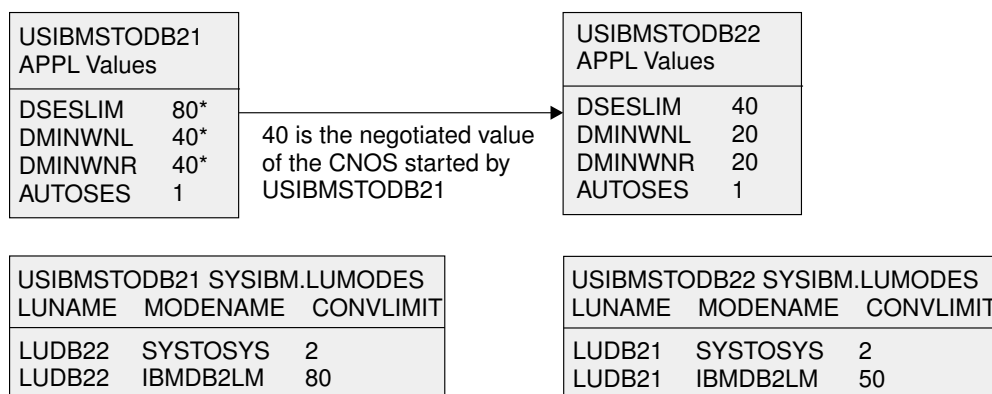 USIBMSTODB21
APPL Values
DSESLIM 80*
DMINWNL 40*
DMINWNR 40*
AUTOSES 1
40 is the negotiated value
of the CNOS started by
USIBMSTODB21
USIBMSTODB22
APPL Values
DSESLIM 40
DMINWNL 20
DMINWNR 20
AUTOSES 1
USIBMSTODB21 SYSIBM.LUMODES
LUNAME MODENAME CONVLIMIT
LUDB22 SYSTOSYS 2
LUDB22 IBMDB2LM 80
USIBMSTODB22 SYSIBM.LUMODES
LUNAME MODENAME CONVLIMIT
LUDB21 SYSTOSYS 2
LUDB21 IBMDB2LM 50